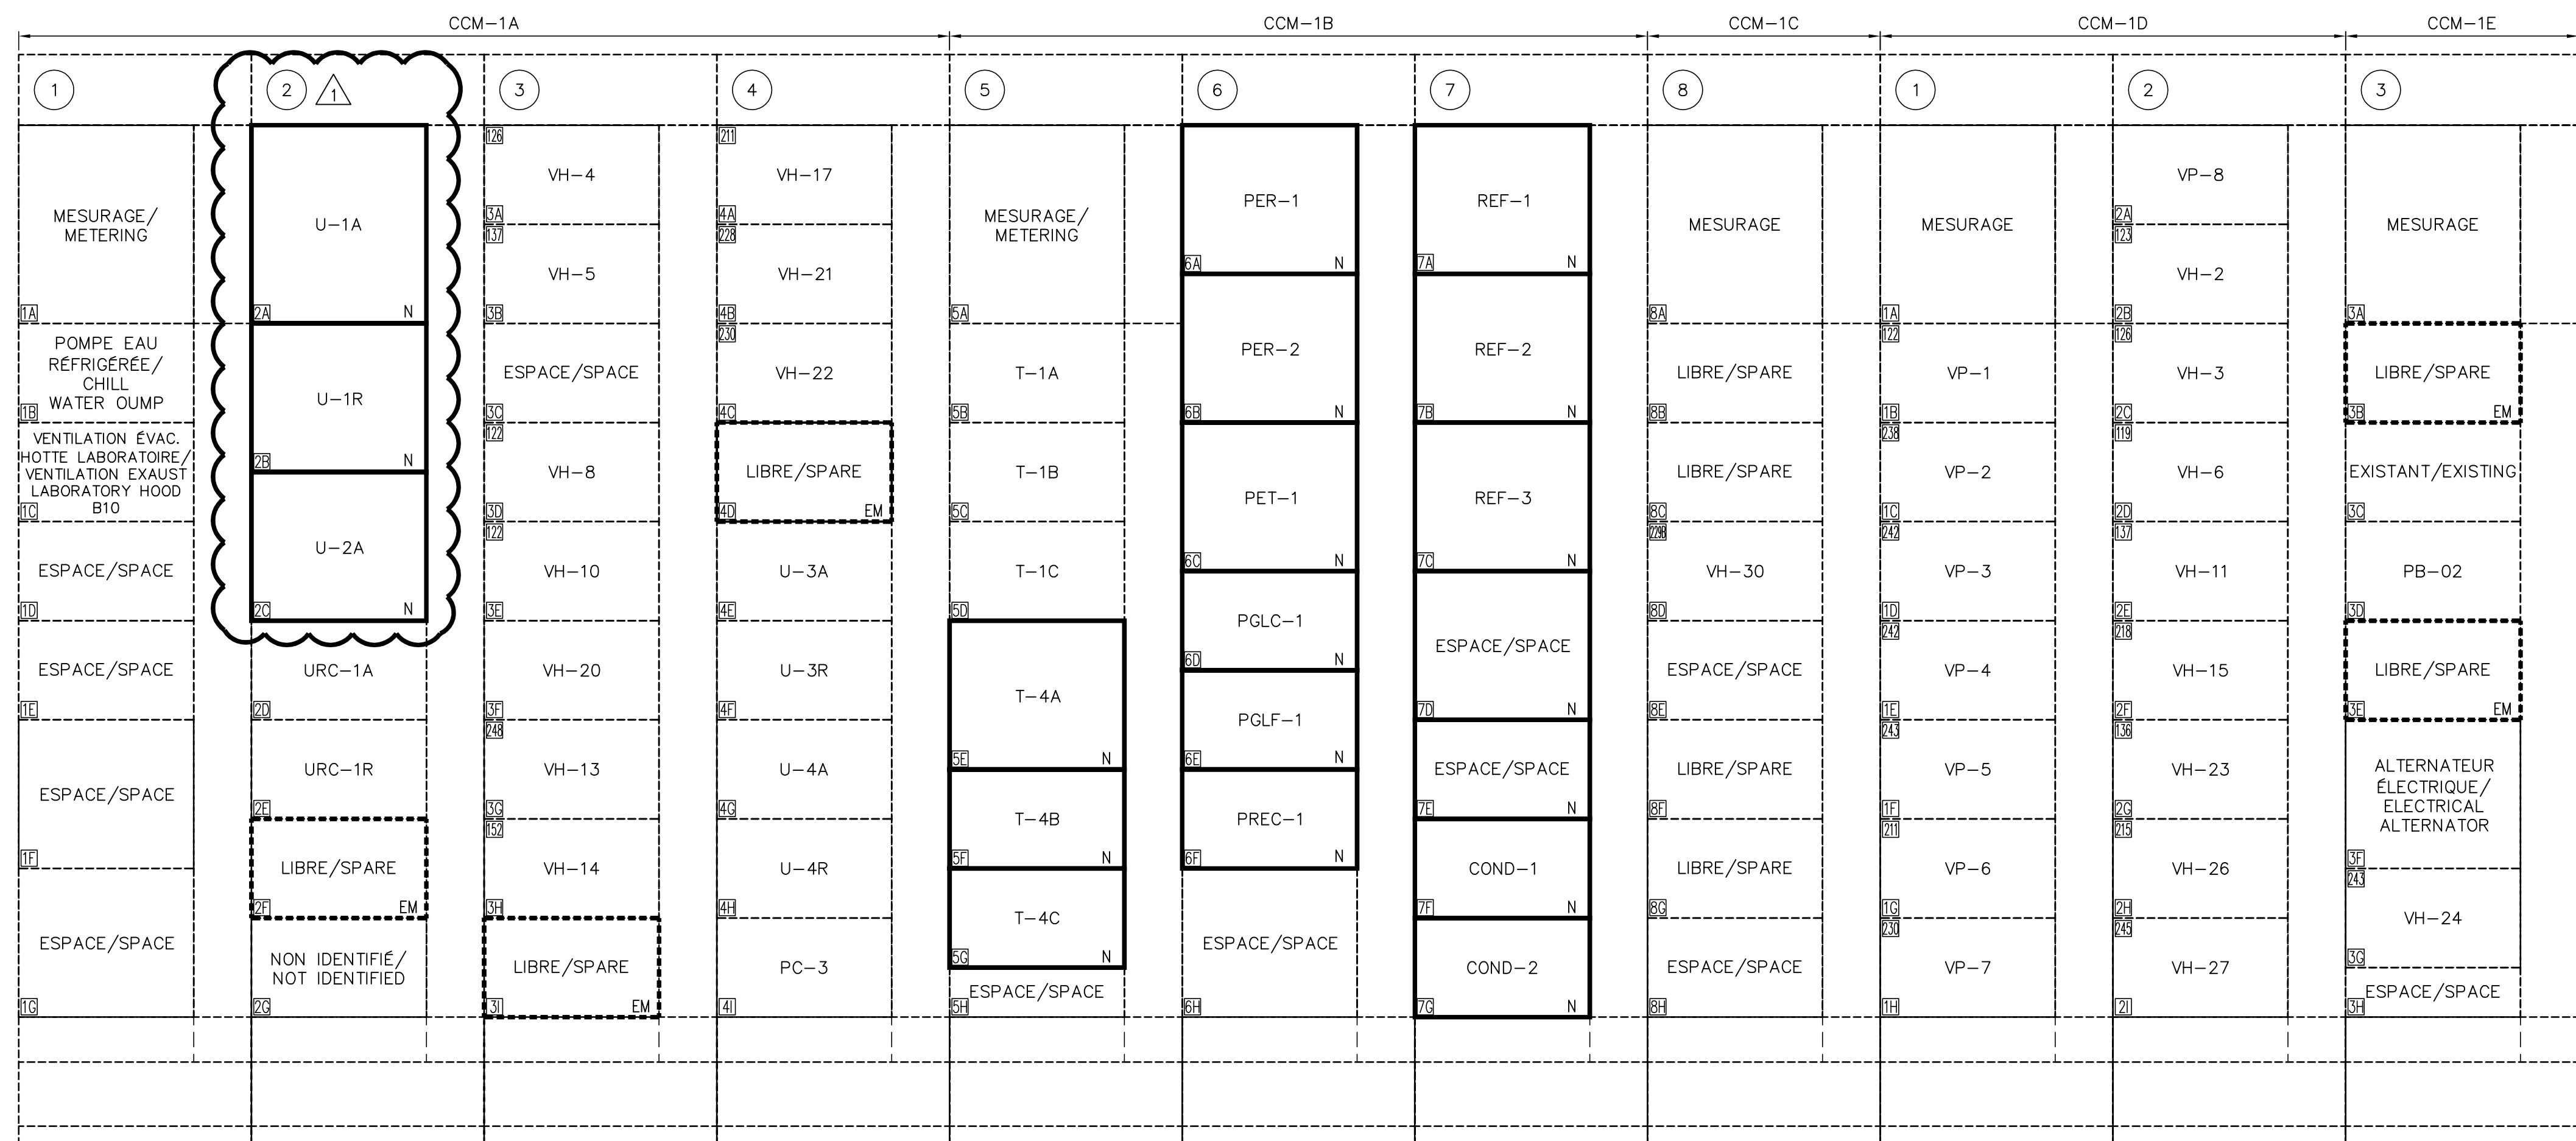 CCM-1A
CCM-1B
CCM-1C
CCM-1D
CCM-1E
1
2
1
3
4
5
6
7
8
1
2
3
MESURAGE/
METERING
1A
POMPE EAU
RÉFRIGÉRÉE/
CHILL
WATER OUMP
1B
VENTILATION ÉVAC.
HOTTE LABORATOIRE/
VENTILATION EXAUST
LABORATORY HOOD
B10
1C
ESPACE/SPACE
1D
ESPACE/SPACE
1E
ESPACE/SPACE
1F
ESPACE/SPACE
1G
U-1A
2A N
U-1R
2B N
U-2A
2C N
URC-1A
2D
URC-1R
2E
LIBRE/SPARE
2F EM
NON IDENTIFIÉ/
NOT IDENTIFIED
2G
126
VH-4
3A
137
VH-5
3B
ESPACE/SPACE
3C
122
VH-8
3D
122
VH-10
3E
VH-20
3F
248
VH-13
3G
152
VH-14
3H
LIBRE/SPARE
3I EM
211
VH-17
4A
228
VH-21
4B
230
VH-22
4C
LIBRE/SPARE
4D EM
U-3A
4E
U-3R
4F
U-4A
4G
U-4R
4H
PC-3
4I
MESURAGE/
METERING
5A
T-1A
5B
T-1B
5C
T-1C
5D
T-4A
5E N
T-4B
5F N
T-4C
5G N
ESPACE/SPACE
5H
PER-1
6A N
PER-2
6B N
PET-1
6C N
PGLC-1
6D N
PGLF-1
6E N
PREC-1
6F N
ESPACE/SPACE
6H
REF-1
7A N
REF-2
7B N
REF-3
7C N
ESPACE/SPACE
7D N
ESPACE/SPACE
7E N
COND-1
7F N
COND-2
7G N
MESURAGE
8A
LIBRE/SPARE
8B
LIBRE/SPARE
8C
229B
VH-30
8D
ESPACE/SPACE
8E
LIBRE/SPARE
8F
LIBRE/SPARE
8G
ESPACE/SPACE
8H
MESURAGE
1A
122
VP-1
1B
238
VP-2
1C
242
VP-3
1D
242
VP-4
1E
243
VP-5
1F
211
VP-6
1G
230
VP-7
1H
VP-8
2A
123
VH-2
2B
126
VH-3
2C
119
VH-6
2D
137
VH-11
2E
218
VH-15
2F
136
VH-23
2G
215
VH-26
2H
245
VH-27
2I
MESURAGE
3A
LIBRE/SPARE
3B EM
EXISTANT/EXISTING
3C
PB-02
3D
LIBRE/SPARE
3E EM
ALTERNATEUR
ÉLECTRIQUE/
ELECTRICAL
ALTERNATOR
3F
243
VH-24
3G
ESPACE/SPACE
3H